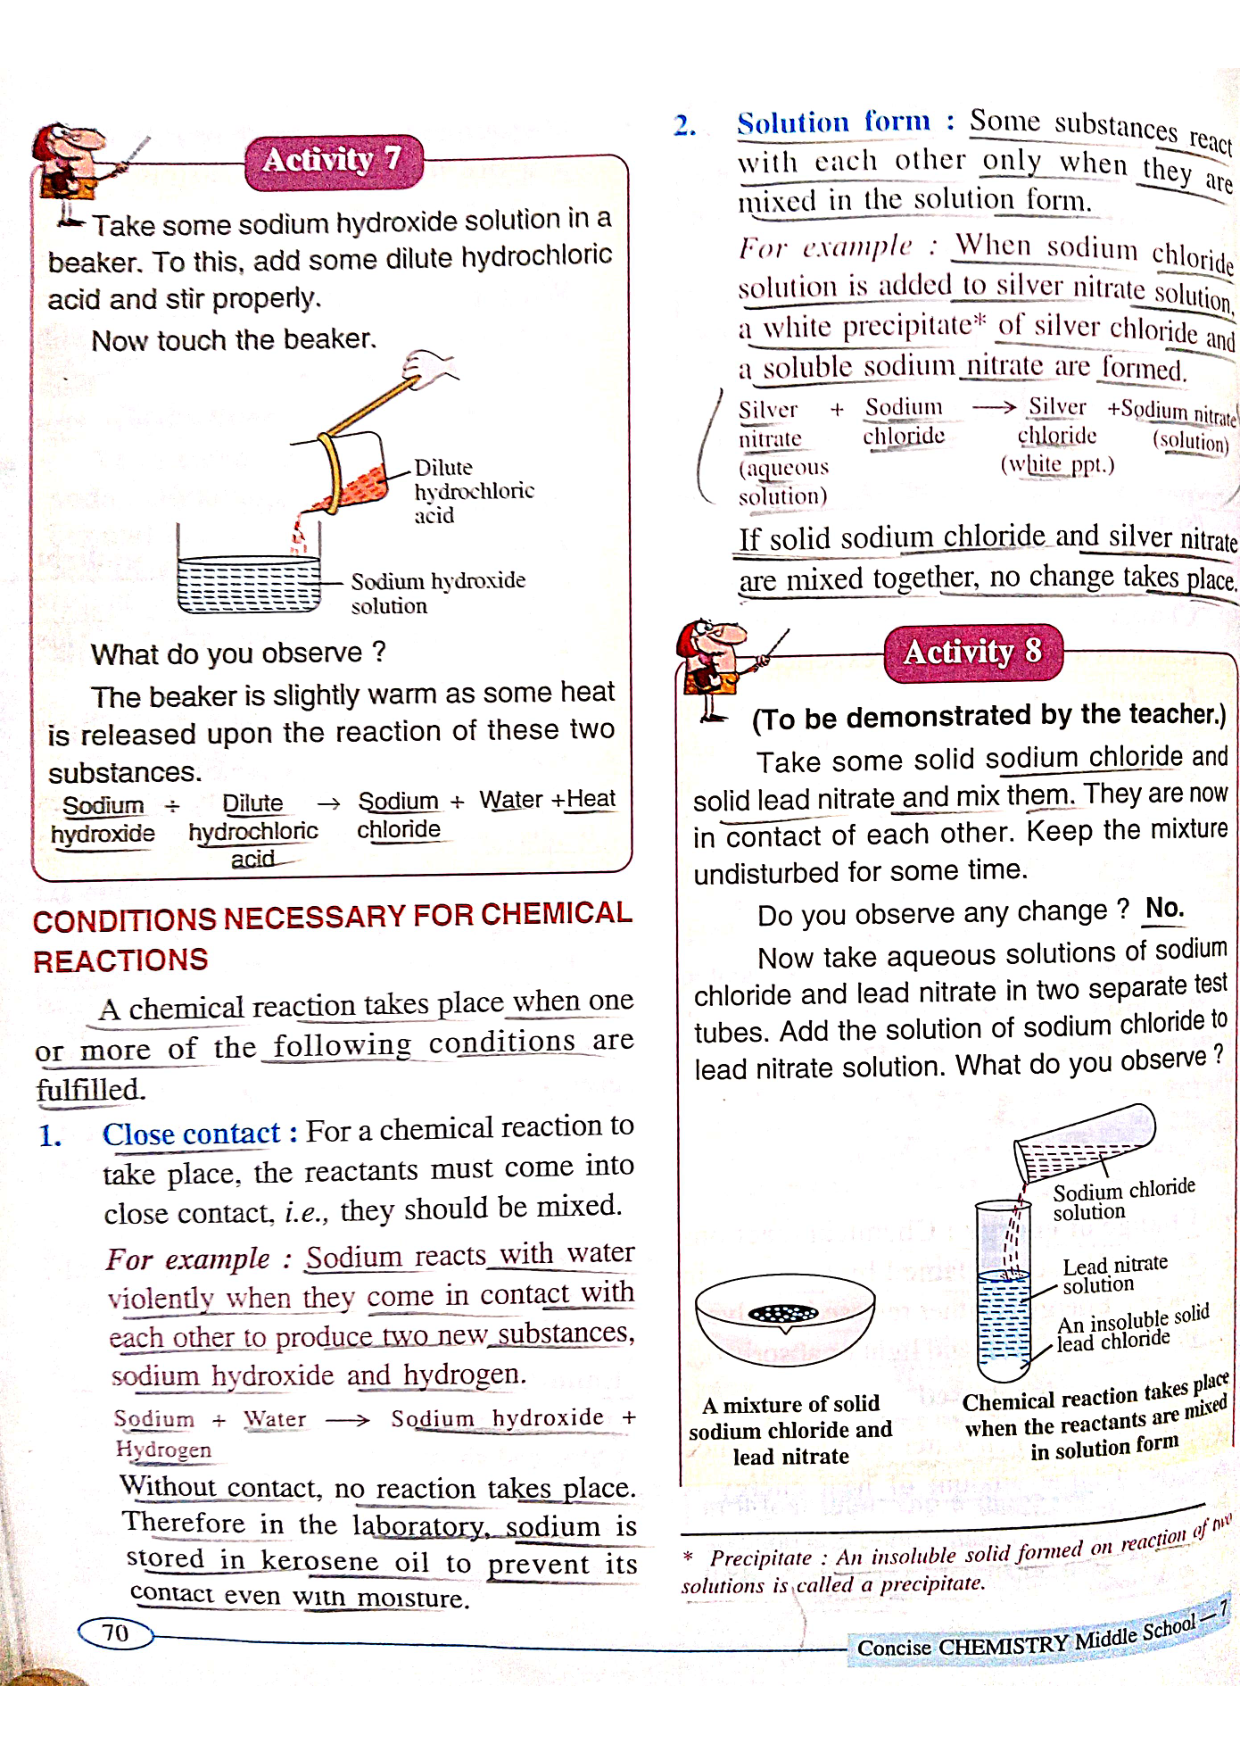 Activity 7
Take some sodium hydroxide solution in a
beaker. To this, add some dilute hydrochloric
acid and stir properly.
Now touch the beaker.
Dilute
hydrochloric
acid
Sodium hydroxide
solution
What do you observe ?
The beaker is slightly warm as some heat
is released upon the reaction of these two
substances.
Sodium + Dilute → Sodium + Water +Heat
hydroxide hydrochloric chloride
acid
CONDITIONS NECESSARY FOR CHEMICAL
REACTIONS
A chemical reaction takes place when one
or more of the following conditions are
fulfilled.
1. Close contact : For a chemical reaction to
take place, the reactants must come into
close contact, i.e., they should be mixed.
For example : Sodium reacts with water
violently when they come in contact with
each other to produce two new substances,
sodium hydroxide and hydrogen.
Sodium + Water → Sodium hydroxide +
Hydrogen
Without contact, no reaction takes place.
Therefore in the laboratory, sodium is
stored in kerosene oil to prevent its
contact even with moisture.
70
2. Solution form : Some substances react
with each other only when they are
mixed in the solution form.
For example : When sodium chloride
solution is added to silver nitrate solution,
a white precipitate* of silver chloride and
a soluble sodium nitrate are formed.
Silver + Sodium → Silver +Sodium nitrate
nitrate chloride chloride (solution)
(aqueous (white ppt.)
solution)
If solid sodium chloride and silver nitrate
are mixed together, no change takes place.
Activity 8
(To be demonstrated by the teacher.)
Take some solid sodium chloride and
solid lead nitrate and mix them. They are now
in contact of each other. Keep the mixture
undisturbed for some time.
Do you observe any change ? No.
Now take aqueous solutions of sodium
chloride and lead nitrate in two separate test
tubes. Add the solution of sodium chloride to
lead nitrate solution. What do you observe ?
Sodium chloride
solution
Lead nitrate
solution
An insoluble solid
lead chloride
A mixture of solid
sodium chloride and
lead nitrate
Chemical reaction takes place
when the reactants are mixed
in solution form
* Precipitate : An insoluble solid formed on reaction of two
solutions is called a precipitate.
Concise CHEMISTRY Middle School—7